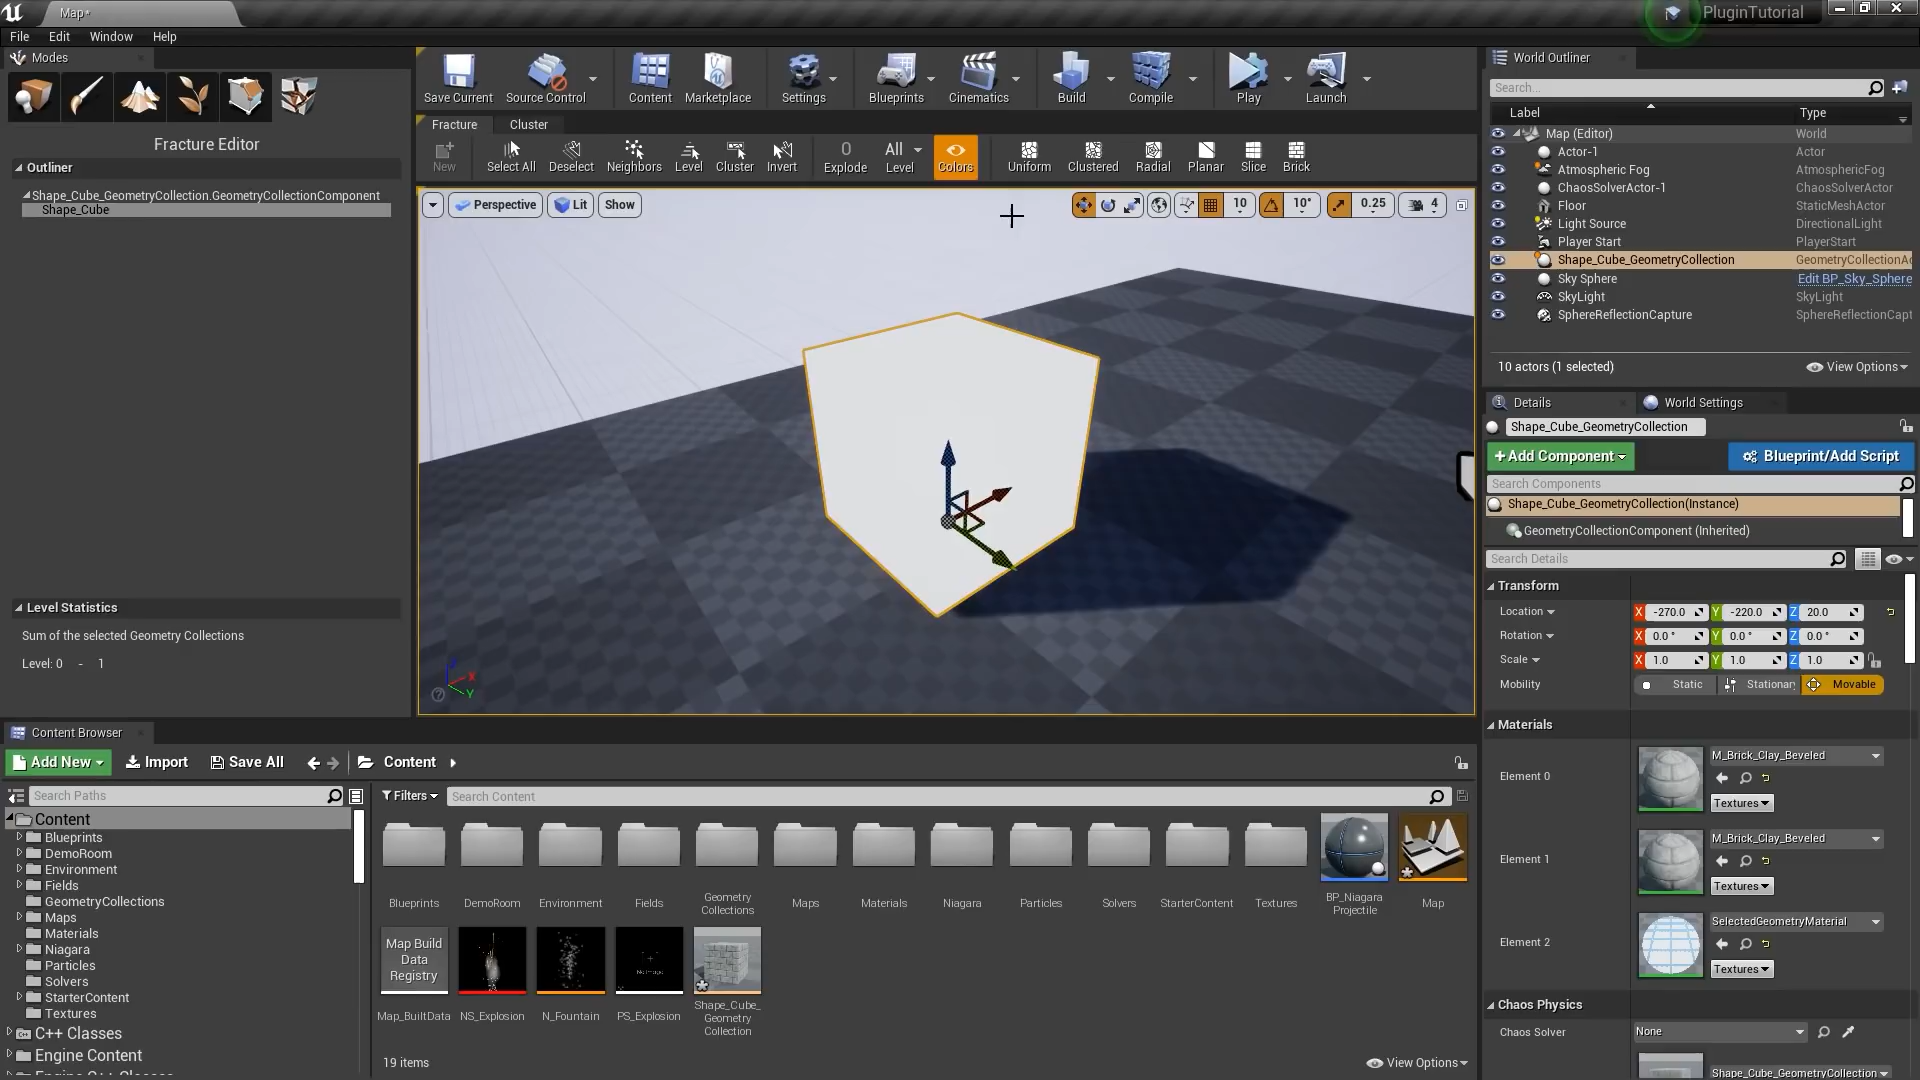 Map*
PluginTutorial
File Edit Window Help
Modes
Fracture Editor
Outliner
Shape_Cube_GeometryCollection.GeometryCollectionComponent
Shape_Cube
Level Statistics
Sum of the selected Geometry Collections
Level: 0 - 1
Save Current Source Control Content Marketplace Settings Blueprints Cinematics Build Compile Play Launch
Fracture Cluster
0 All
New Select All Deselect Neighbors Level Cluster Invert Explode Level Colors Uniform Clustered Radial Planar Slice Brick
Perspective Lit Show 10 10° 0.25 4
X
Y
World Outliner
Search...
Label Type
Map (Editor) World
Actor-1 Actor
Atmospheric Fog AtmosphericFog
ChaosSolverActor-1 ChaosSolverActor
Floor StaticMeshActor
Light Source DirectionalLight
Player Start PlayerStart
Shape_Cube_GeometryCollection GeometryCollectionAc
Sky Sphere Edit BP_Sky_Sphere
SkyLight SkyLight
SphereReflectionCapture SphereReflectionCapt
10 actors (1 selected) View Options
Details World Settings
Shape_Cube_GeometryCollection
+Add Component Blueprint/Add Script
Search Components
Shape_Cube_GeometryCollection(Instance)
GeometryCollectionComponent (Inherited)
Search Details
Transform
Location X -270.0 Y -220.0 Z 20.0
Rotation X 0.0 ° Y 0.0 ° Z 0.0 °
Scale X 1.0 Y 1.0 Z 1.0
Mobility Static Stationar Movable
Materials
Element 0 M_Brick_Clay_Beveled
Textures
Element 1 M_Brick_Clay_Beveled
Textures
Element 2 SelectedGeometryMaterial
Textures
Chaos Physics
Chaos Solver None
Shape_Cube_GeometryCollection
Content Browser
Add New Import Save All Content
Search Paths
Content
Blueprints
DemoRoom
Environment
Fields
GeometryCollections
Maps
Materials
Niagara
Particles
Solvers
StarterContent
Textures
C++ Classes
Engine Content
Engine C++ Classes
Filters Search Content
Blueprints DemoRoom Environment Fields Geometry Collections Maps Materials Niagara Particles Solvers StarterContent Textures BP_Niagara Projectile Map
Map Build
Data
Registry
Map_BuiltData NS_Explosion N_Fountain PS_Explosion Shape_Cube_ Geometry Collection
19 items View Options